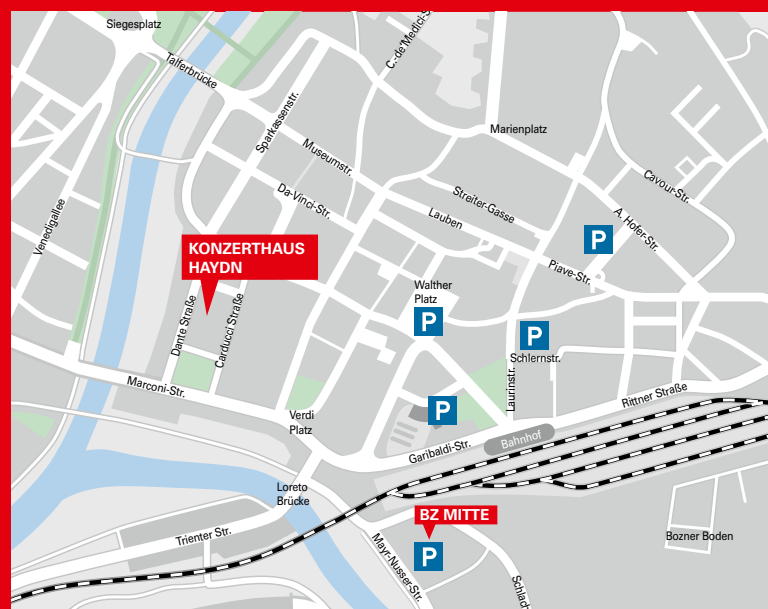 Siegesplatz
Talferbrücke
C.-de'Medici-S
Sparkassenstr.
Marienplatz
Museumstr.
Cavour-Str.
Da-Vinci-Str.
Streiter-Gasse
Lauben
A. Hofer-Str.
Venedigallee
P
KONZERTHAUS
HAYDN
Piave-Str.
Walther
Platz
P
Dante Straße
Carducci Straße
P
Schlernstr.
Laurinstr.
Marconi-Str.
Rittner Straße
P
Verdi
Platz
Bahnhof
Garibaldi-Str.
Loreto
Brücke
BZ MITTE
Trienter Str.
Bozner Boden
P
Mayr-Nusser-Str.
Schlach